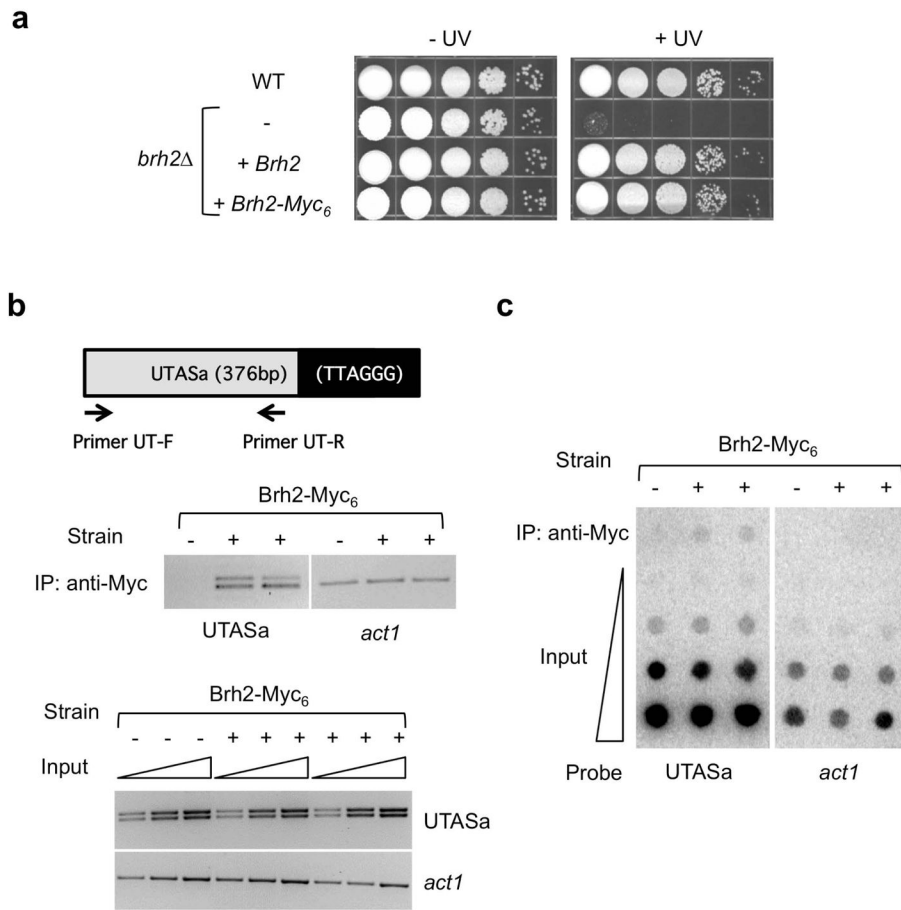 a
- UV
+ UV
WT
-
brh2Δ
+ Brh2
+ Brh2-Myc6
b
UTASa (376bp)
(TTAGGG)
Primer UT-F
Primer UT-R
Brh2-Myc6
Strain
- + + - + +
IP: anti-Myc
UTASa
act1
Brh2-Myc6
Strain
- - - + + + + + +
Input
UTASa
act1
c
Brh2-Myc6
Strain
- + + - + +
IP: anti-Myc
Input
Probe
UTASa
act1